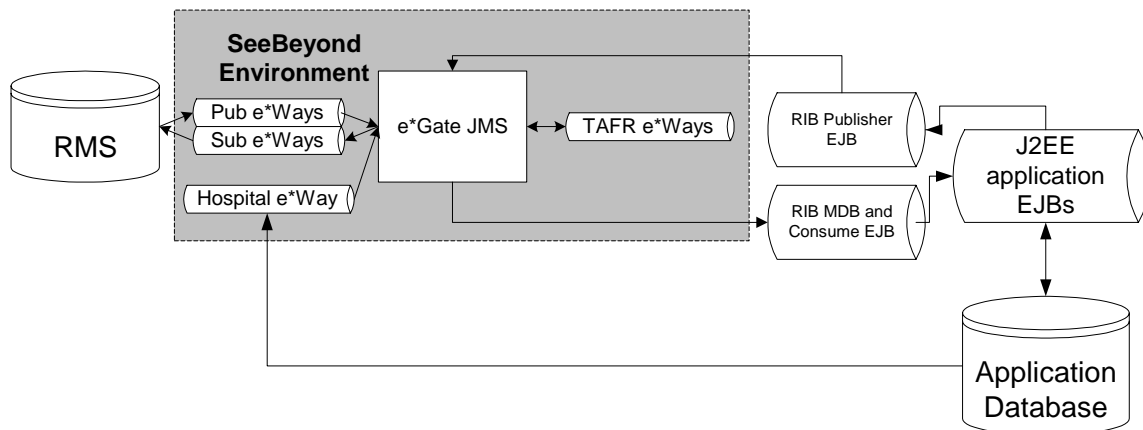 SeeBeyond
Environment
RMS
Pub e*Ways
Sub e*Ways
Hospital e*Way
e*Gate JMS
TAFR e*Ways
RIB Publisher
EJB
RIB MDB and
Consume EJB
J2EE
application
EJBs
Application
Database